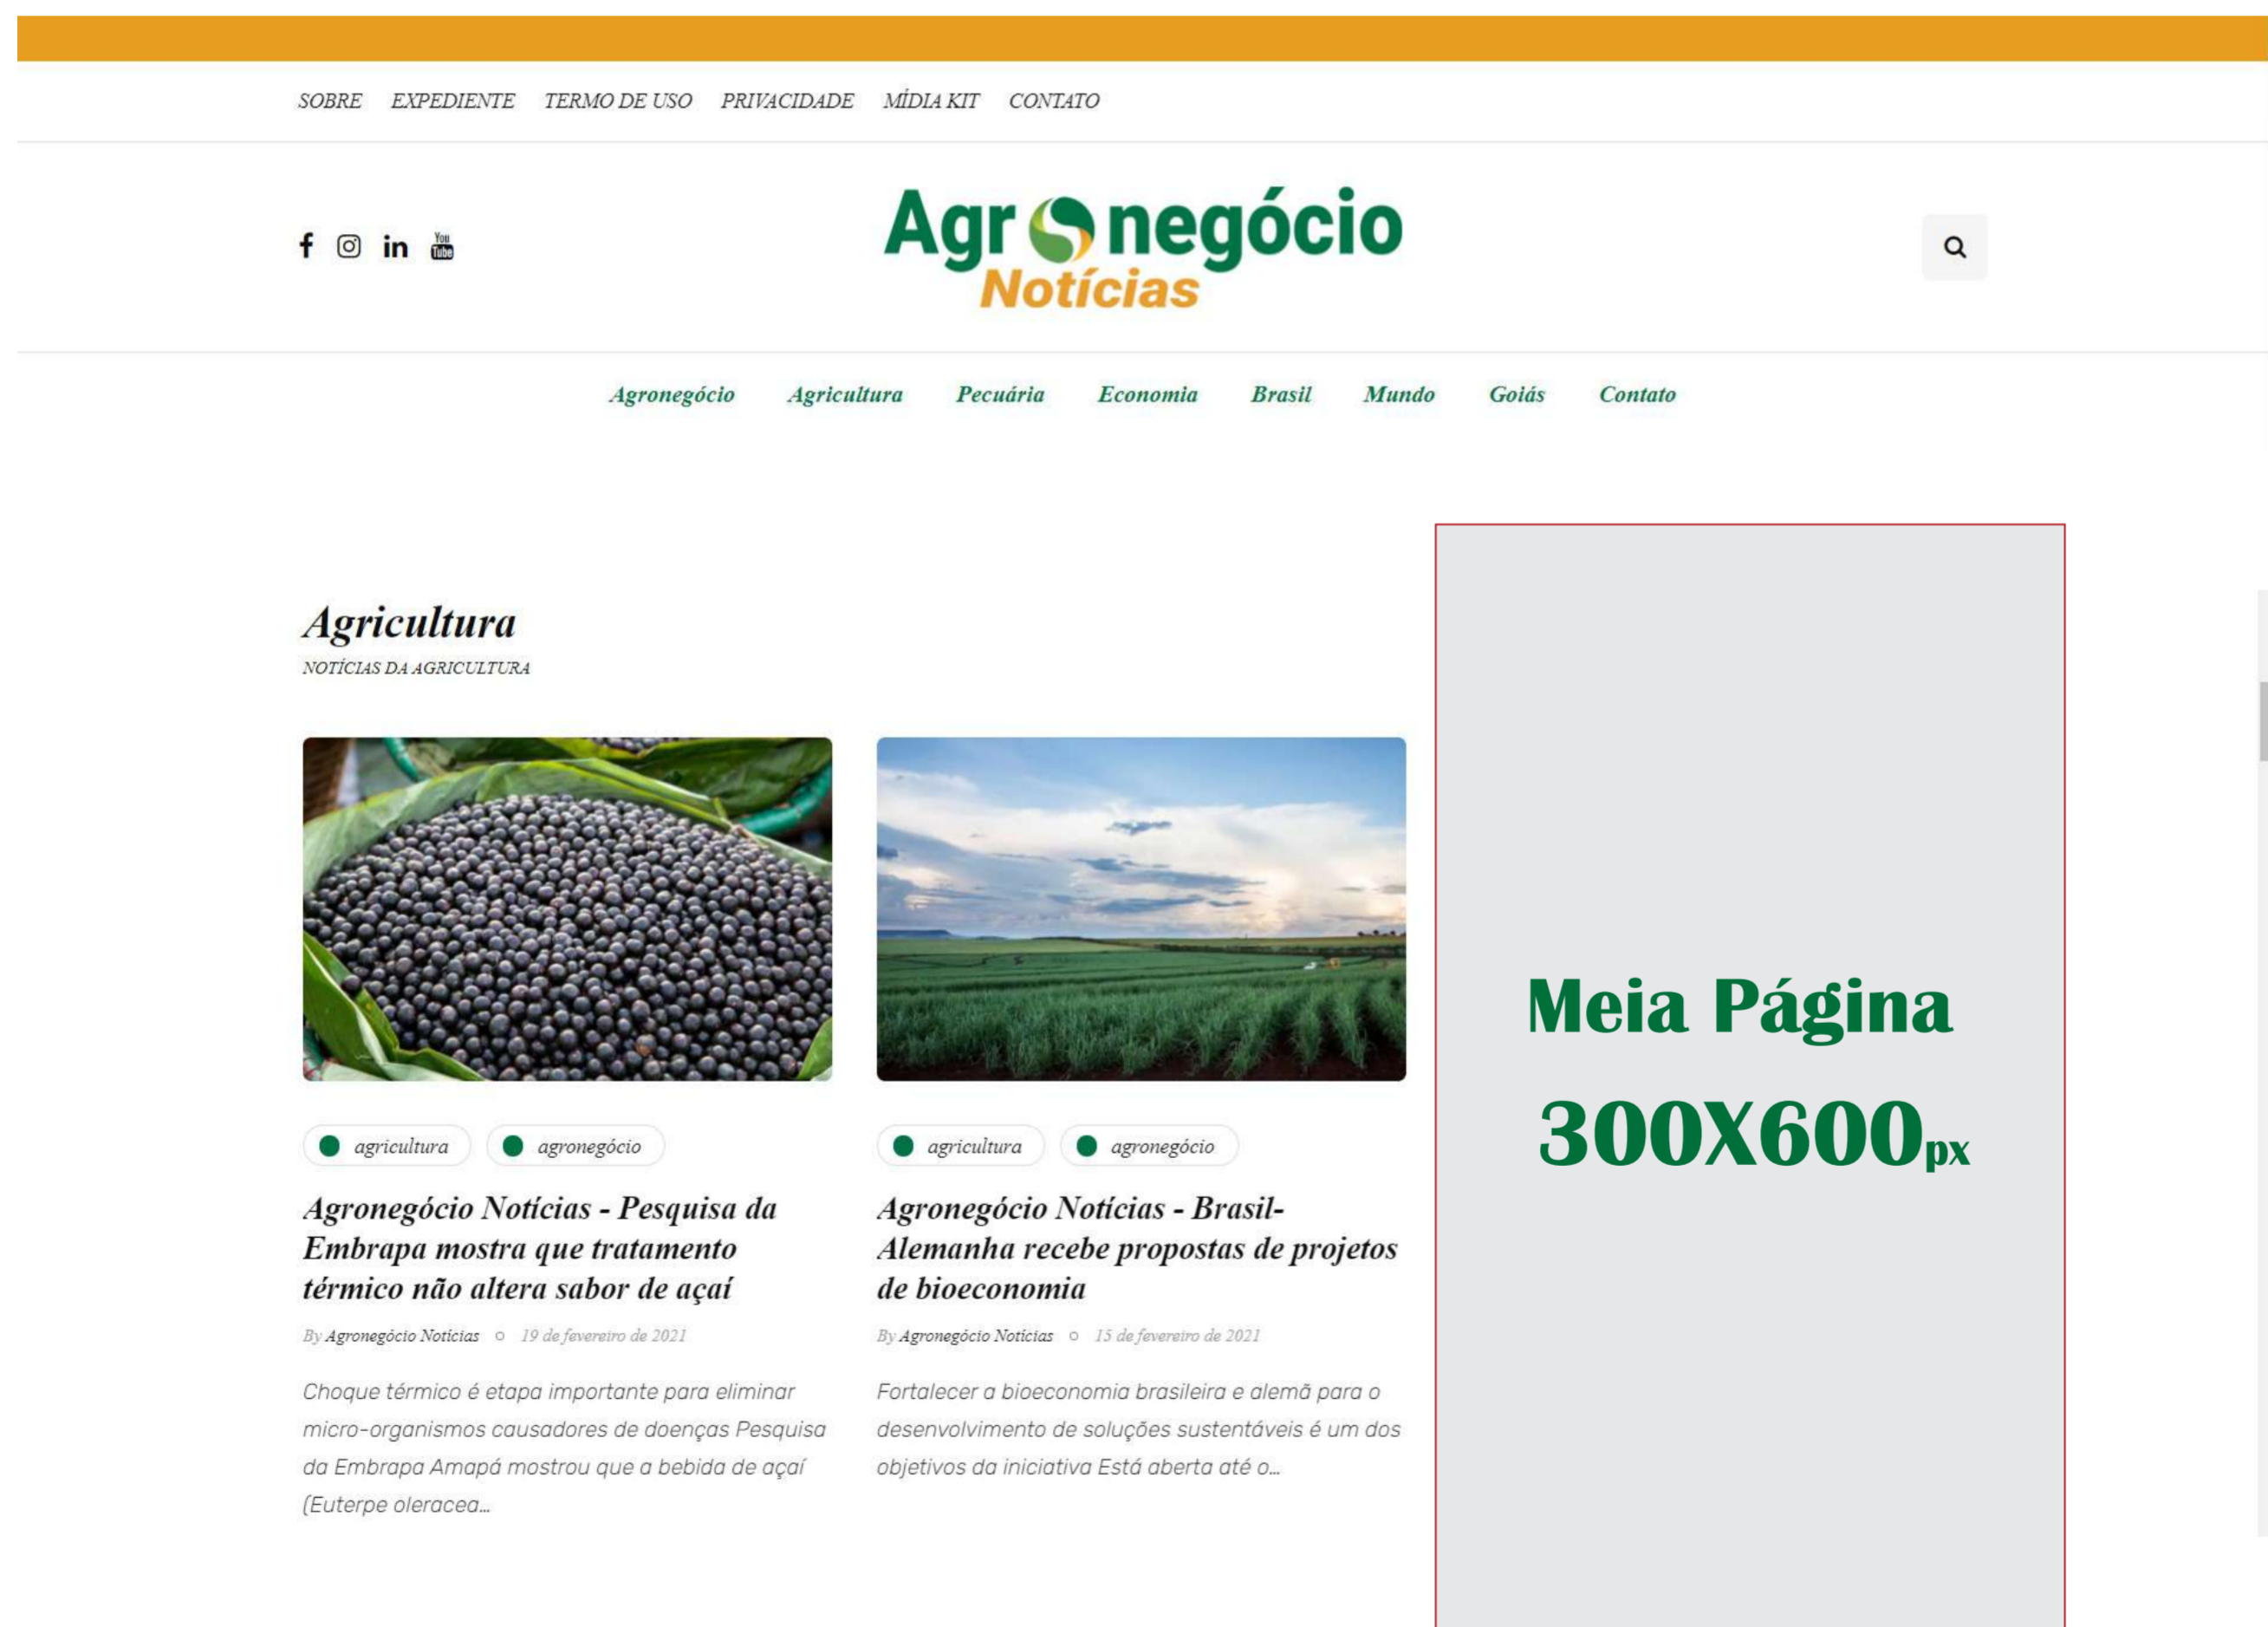 SOBRE EXPEDIENTE TERMO DE USO PRIVACIDADE MÍDIA KIT CONTATO
f in You Tube
Agronegócio
Notícias
Agronegócio Agricultura Pecuária Economia Brasil Mundo Goiás Contato
Agricultura
NOTÍCIAS DA AGRICULTURA
agricultura agronegócio
Agronegócio Notícias - Pesquisa da
Embrapa mostra que tratamento
térmico não altera sabor de açaí
By Agronegócio Notícias 19 de fevereiro de 2021
Choque térmico é etapa importante para eliminar
micro-organismos causadores de doenças Pesquisa
da Embrapa Amapá mostrou que a bebida de açaí
(Euterpe oleracea...
agricultura agronegócio
Agronegócio Notícias - Brasil-
Alemanha recebe propostas de projetos
de bioeconomia
By Agronegócio Notícias 15 de fevereiro de 2021
Fortalecer a bioeconomia brasileira e alemã para o
desenvolvimento de soluções sustentáveis é um dos
objetivos da iniciativa Está aberta até o...
Meia Página
300X600px